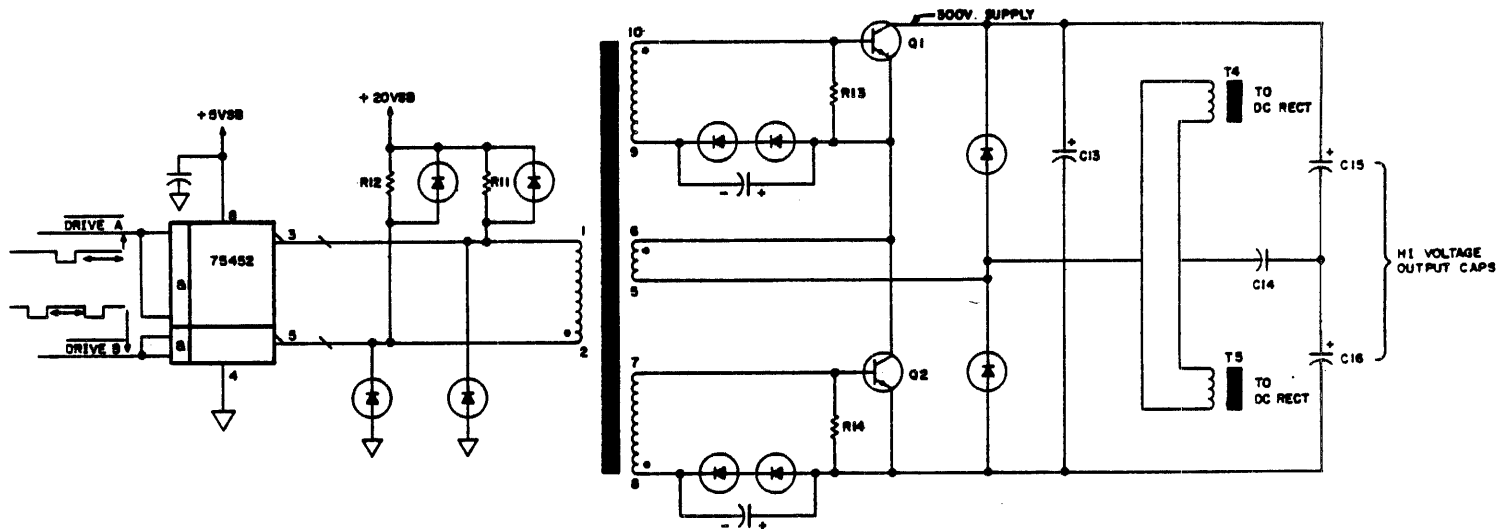 300V. SUPPLY
10
Q1
T4
TO
DC RECT
+ 20VSB
R13
+5VSB
9
C13
+
C15
+
R12
R11
- +
8
DRIVE A
3
1
6
HI VOLTAGE
OUTPUT CAPS
75452
a
5
C14
DRIVE B
a
5
2
+
C16
4
7
Q2
T5
TO
DC RECT
R14
8
- +